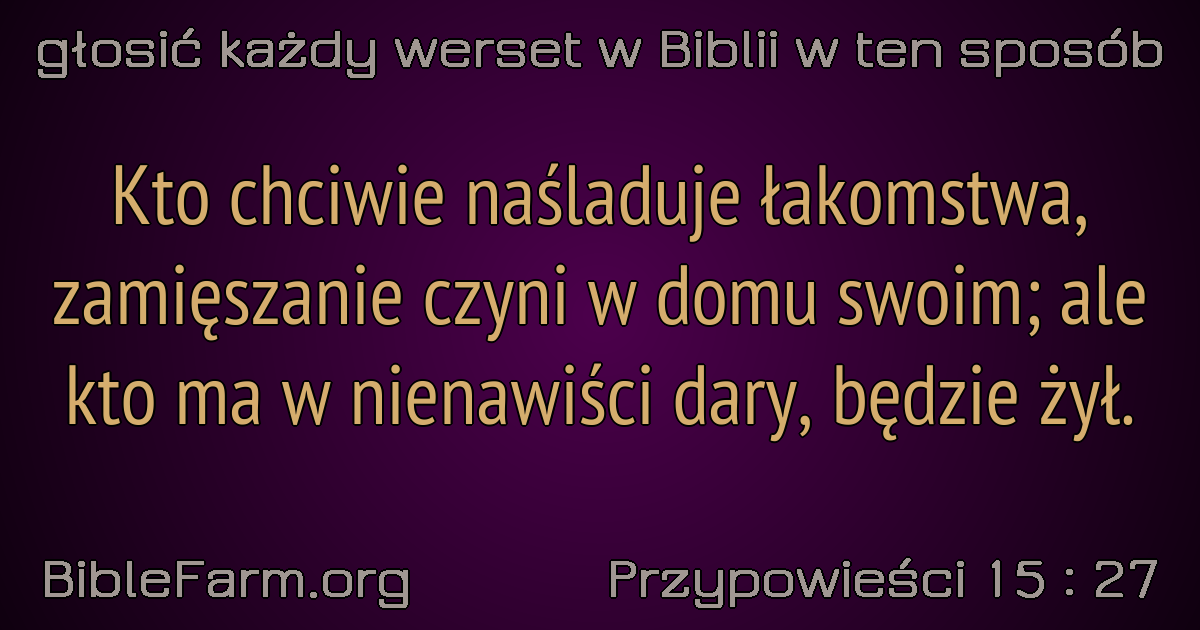 głosić każdy werset w Biblii w ten sposób
Kto chciwie naśladuje łakomstwa,
zamięszanie czyni w domu swoim; ale
kto ma w nienawiści dary, będzie żył.
BibleFarm.org
Przypowieści 15 : 27